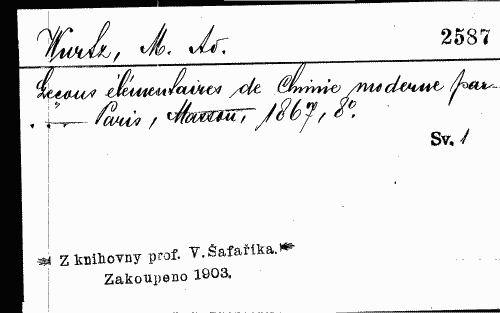 Wurtz, M. Ad.
2587
Leçons élémentaires de Chimie moderne par
. „ . — Paris, Masson, 1867, 8°.
Sv. 1
Z knihovny prof. V. Šafaříka.
Zakoupeno 1903.